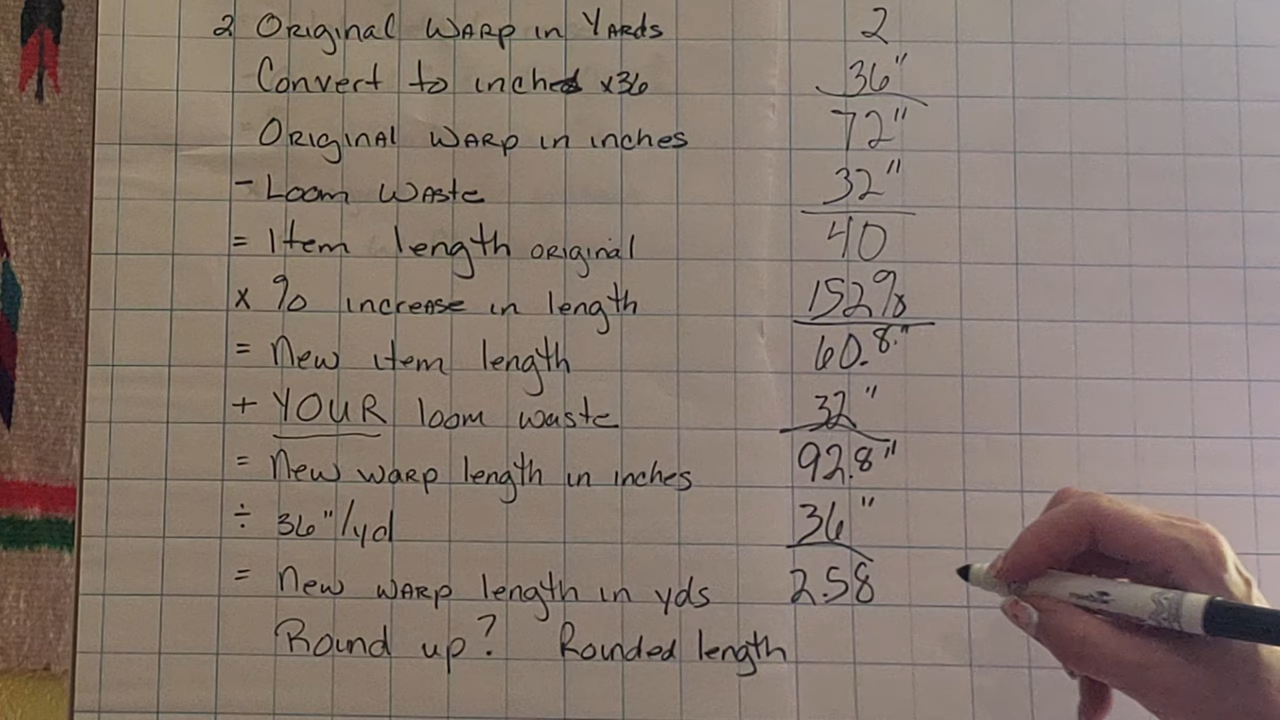 2 Original Warp in Yards 2
Convert to inches x36 36"
Original Warp in inches 72"
- Loom Waste 32"
= Item length original 40
x % increase in length 152%
= New item length 60.8"
+ YOUR loom waste 32"
= New warp length in inches 92.8"
÷ 36"/yd 36"
= New warp length in yds 2.58
Round up? Rounded length